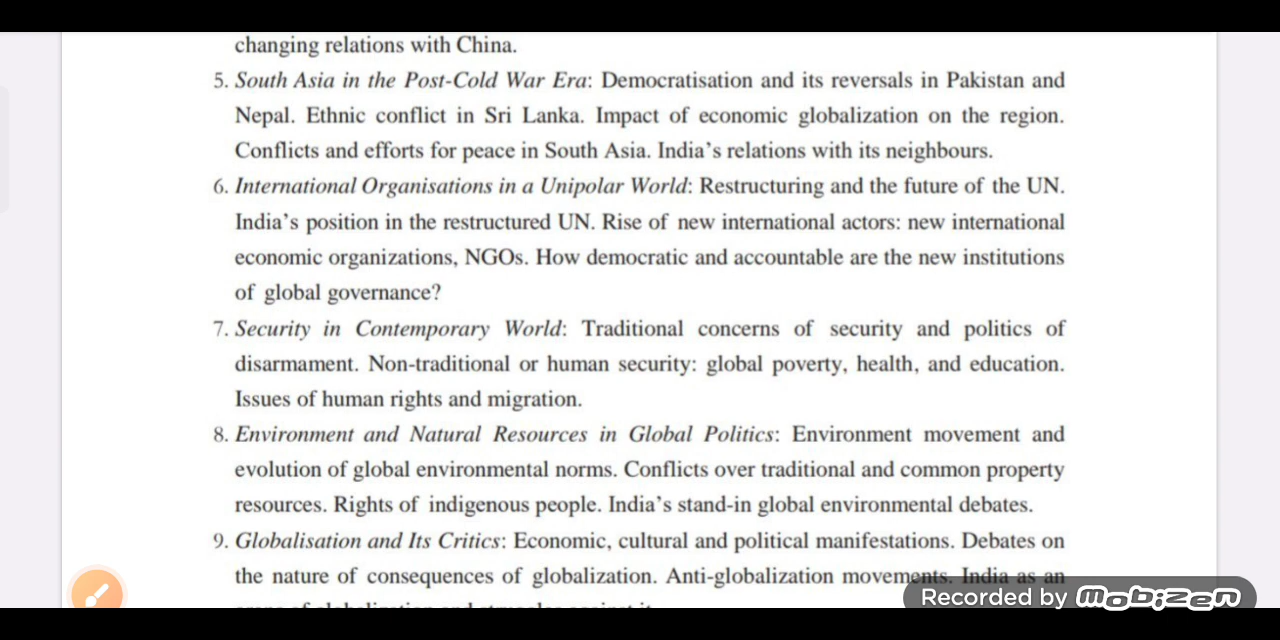 changing relations with China.
5. South Asia in the Post-Cold War Era: Democratisation and its reversals in Pakistan and
Nepal. Ethnic conflict in Sri Lanka. Impact of economic globalization on the region.
Conflicts and efforts for peace in South Asia. India's relations with its neighbours.
6. International Organisations in a Unipolar World: Restructuring and the future of the UN.
India's position in the restructured UN. Rise of new international actors: new international
economic organizations, NGOs. How democratic and accountable are the new institutions
of global governance?
7. Security in Contemporary World: Traditional concerns of security and politics of
disarmament. Non-traditional or human security: global poverty, health, and education.
Issues of human rights and migration.
8. Environment and Natural Resources in Global Politics: Environment movement and
evolution of global environmental norms. Conflicts over traditional and common property
resources. Rights of indigenous people. India's stand-in global environmental debates.
9. Globalisation and Its Critics: Economic, cultural and political manifestations. Debates on
the nature of consequences of globalization. Anti-globalization movements. India as an
Recorded by Mobizen